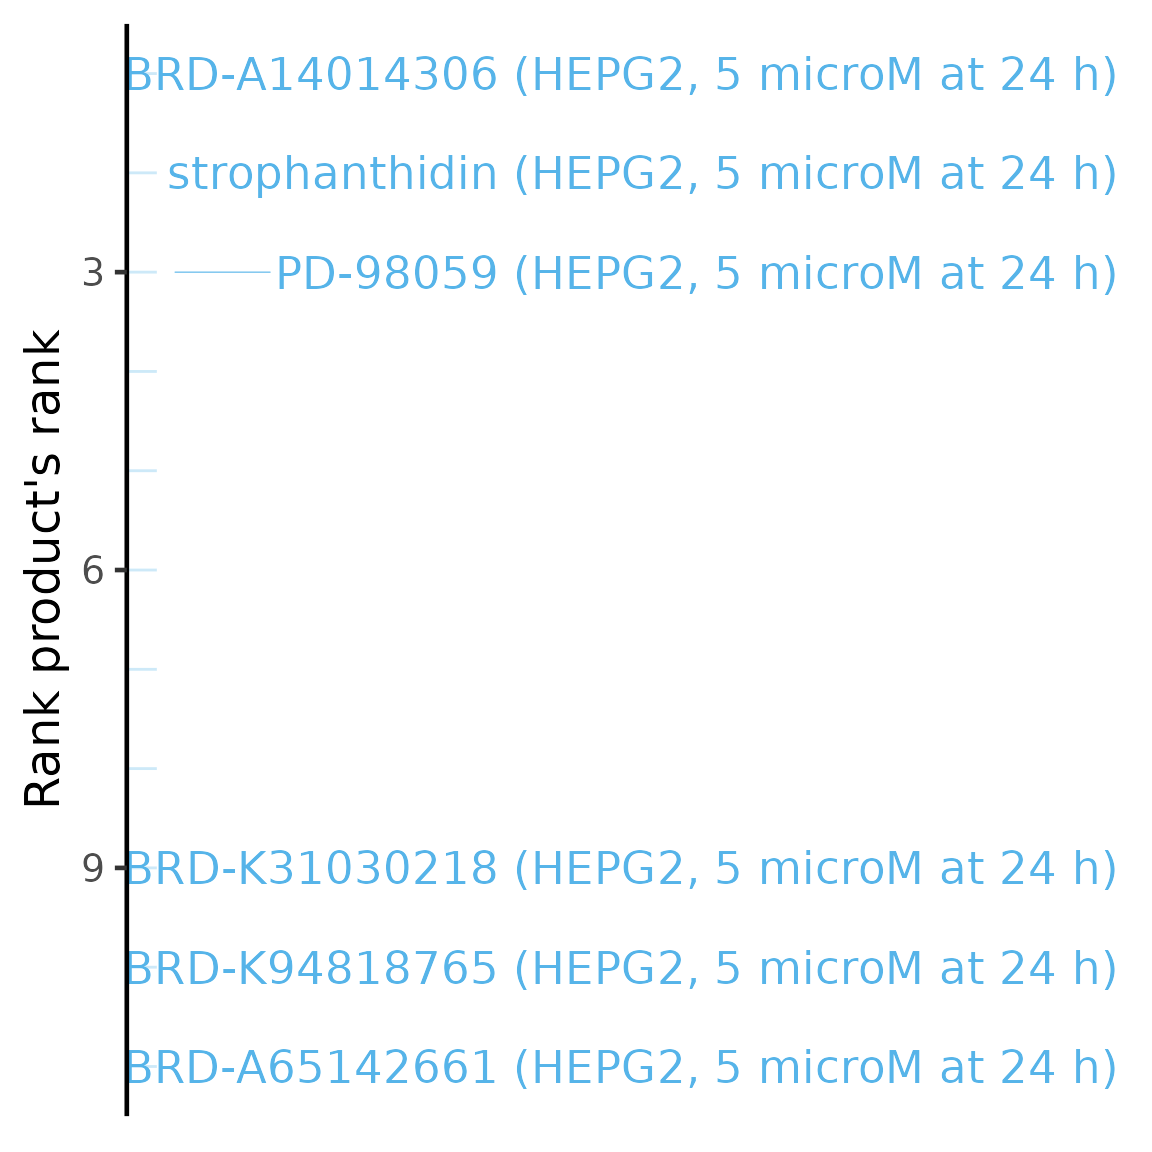 BRD-A14014306 (HEPG2, 5 microM at 24 h)
strophanthidin (HEPG2, 5 microM at 24 h)
3
PD-98059 (HEPG2, 5 microM at 24 h)
Rank product's rank
6
9
BRD-K31030218 (HEPG2, 5 microM at 24 h)
BRD-K94818765 (HEPG2, 5 microM at 24 h)
BRD-A65142661 (HEPG2, 5 microM at 24 h)